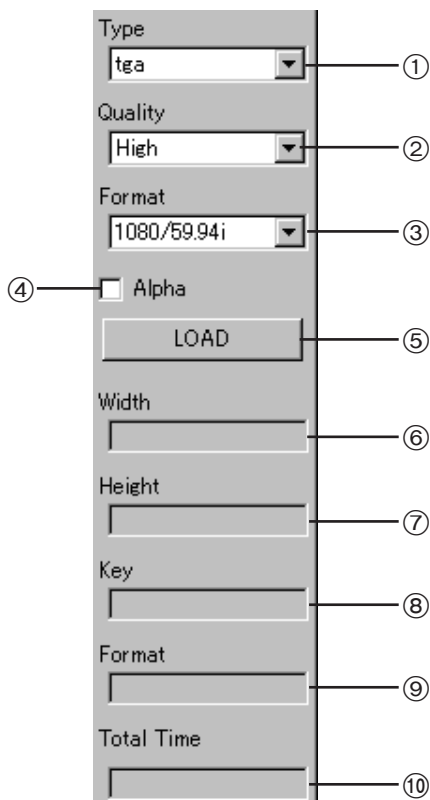 Type
tga ①
Quality
High ②
Format
1080/59.94i ③
④ Alpha
LOAD ⑤
Width
⑥
Height
⑦
Key
⑧
Format
⑨
Total Time
⑩